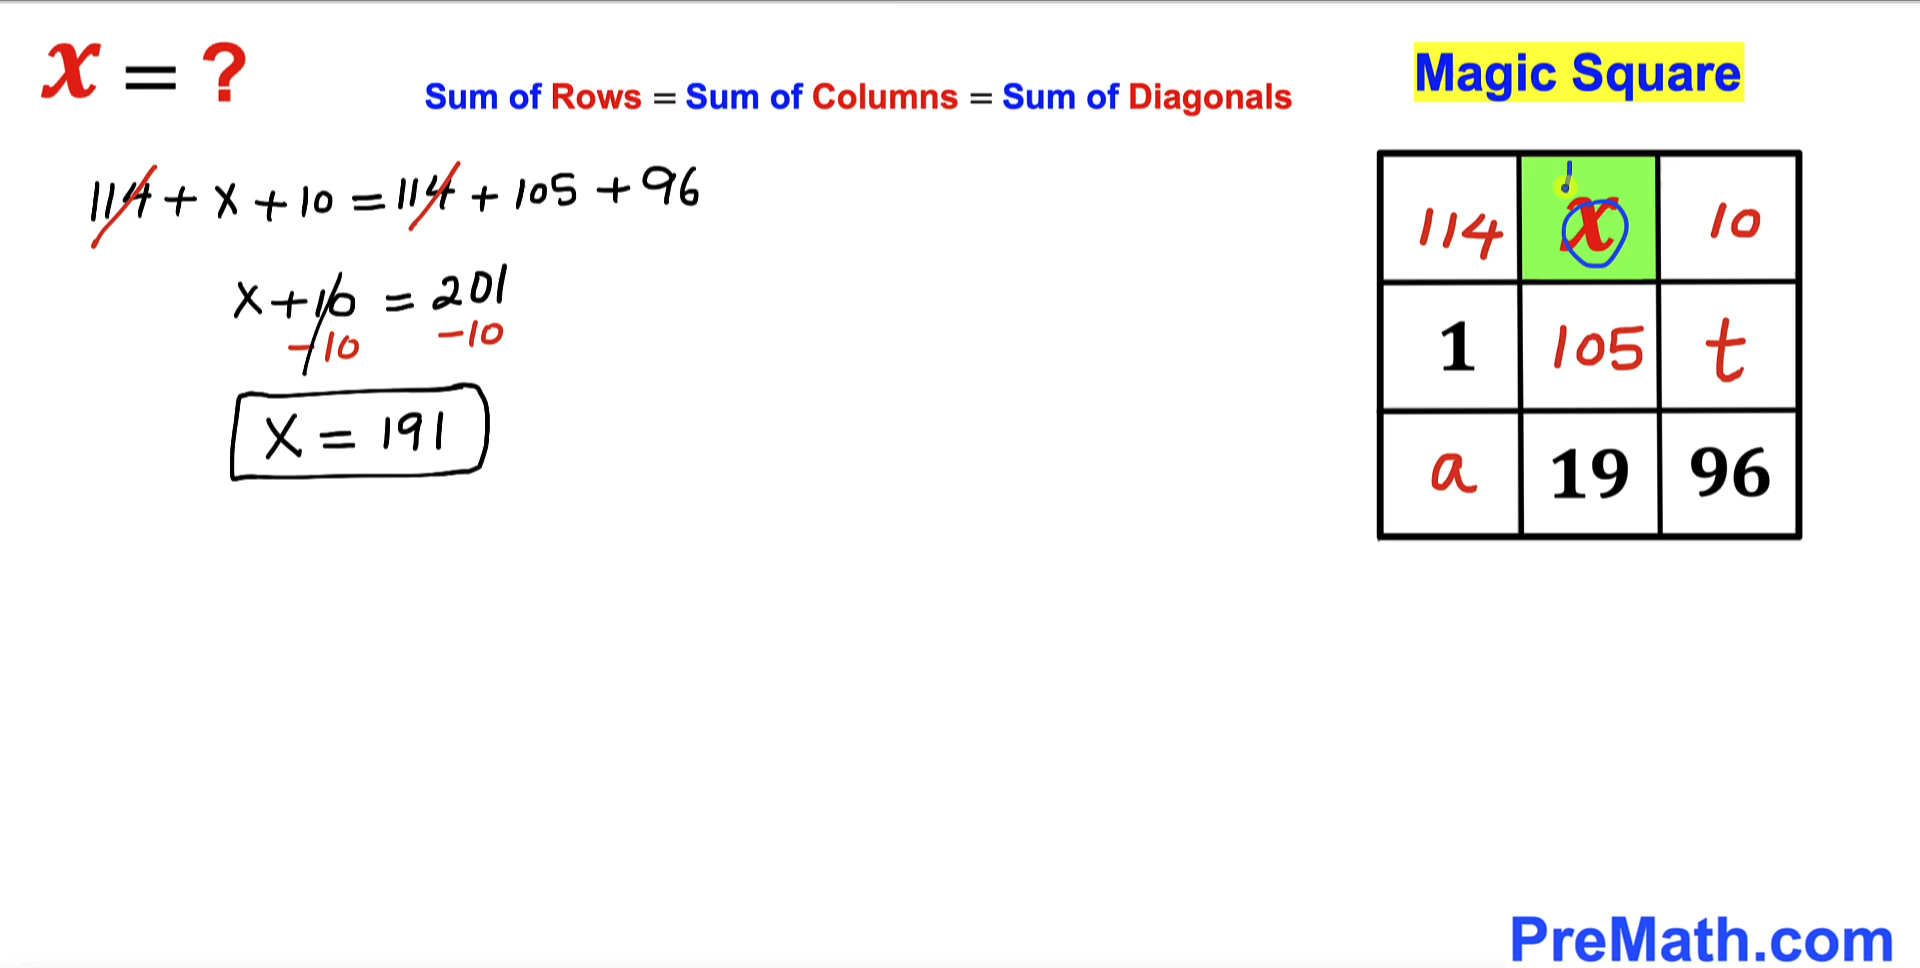 x = ?
Sum of Rows = Sum of Columns = Sum of Diagonals
Magic Square
114 + x + 10 = 114 + 105 + 96
x + 10 = 201
-10 -10
x = 191
114 x 10
1 105 t
a 19 96
PreMath.com